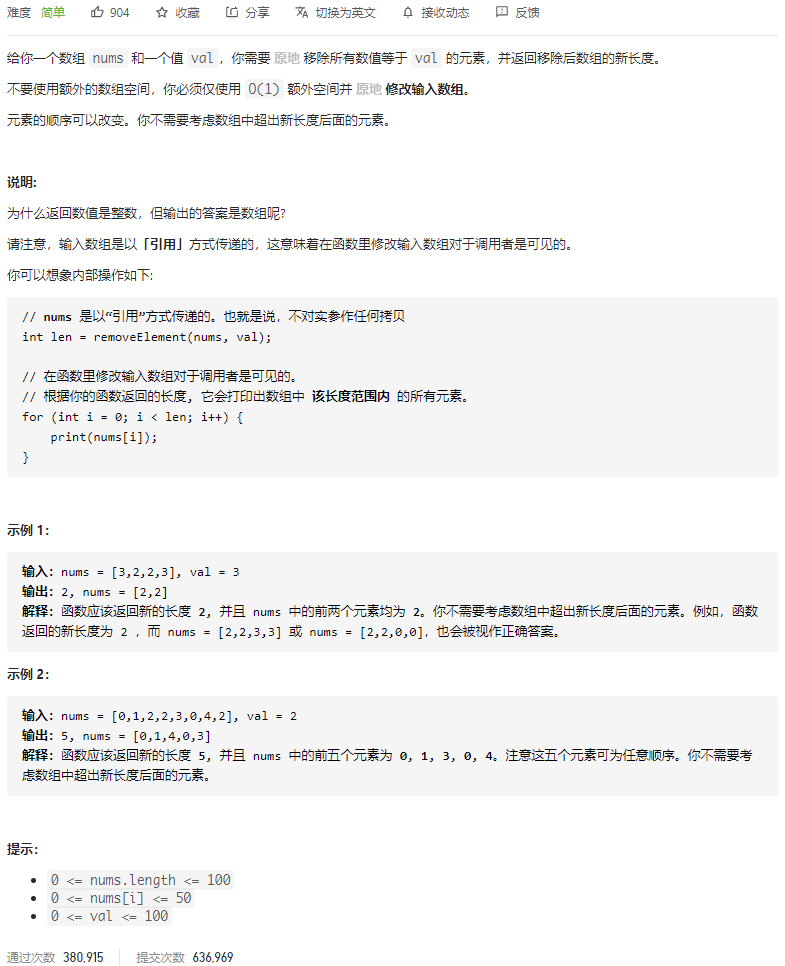 难度 简单 904 收藏 分享 切换为英文 接收动态 反馈
给你一个数组 nums 和一个值 val，你需要 原地 移除所有数值等于 val 的元素，并返回移除后数组的新长度。
不要使用额外的数组空间，你必须仅使用 O(1) 额外空间并 原地 修改输入数组。
元素的顺序可以改变。你不需要考虑数组中超出新长度后面的元素。
说明:
为什么返回数值是整数，但输出的答案是数组呢?
请注意，输入数组是以「引用」方式传递的，这意味着在函数里修改输入数组对于调用者是可见的。
你可以想象内部操作如下:
// nums 是以“引用”方式传递的。也就是说，不对实参作任何拷贝
int len = removeElement(nums, val);
// 在函数里修改输入数组对于调用者是可见的。
// 根据你的函数返回的长度, 它会打印出数组中 该长度范围内 的所有元素。
for (int i = 0; i < len; i++) {
    print(nums[i]);
}
示例 1：
输入：nums = [3,2,2,3], val = 3
输出：2, nums = [2,2]
解释：函数应该返回新的长度 2, 并且 nums 中的前两个元素均为 2。你不需要考虑数组中超出新长度后面的元素。例如，函数
返回的新长度为 2 ，而 nums = [2,2,3,3] 或 nums = [2,2,0,0]，也会被视作正确答案。
示例 2：
输入：nums = [0,1,2,2,3,0,4,2], val = 2
输出：5, nums = [0,1,4,0,3]
解释：函数应该返回新的长度 5, 并且 nums 中的前五个元素为 0, 1, 3, 0, 4。注意这五个元素可为任意顺序。你不需要考
虑数组中超出新长度后面的元素。
提示：
0 <= nums.length <= 100
0 <= nums[i] <= 50
0 <= val <= 100
通过次数 380,915 提交次数 636,969